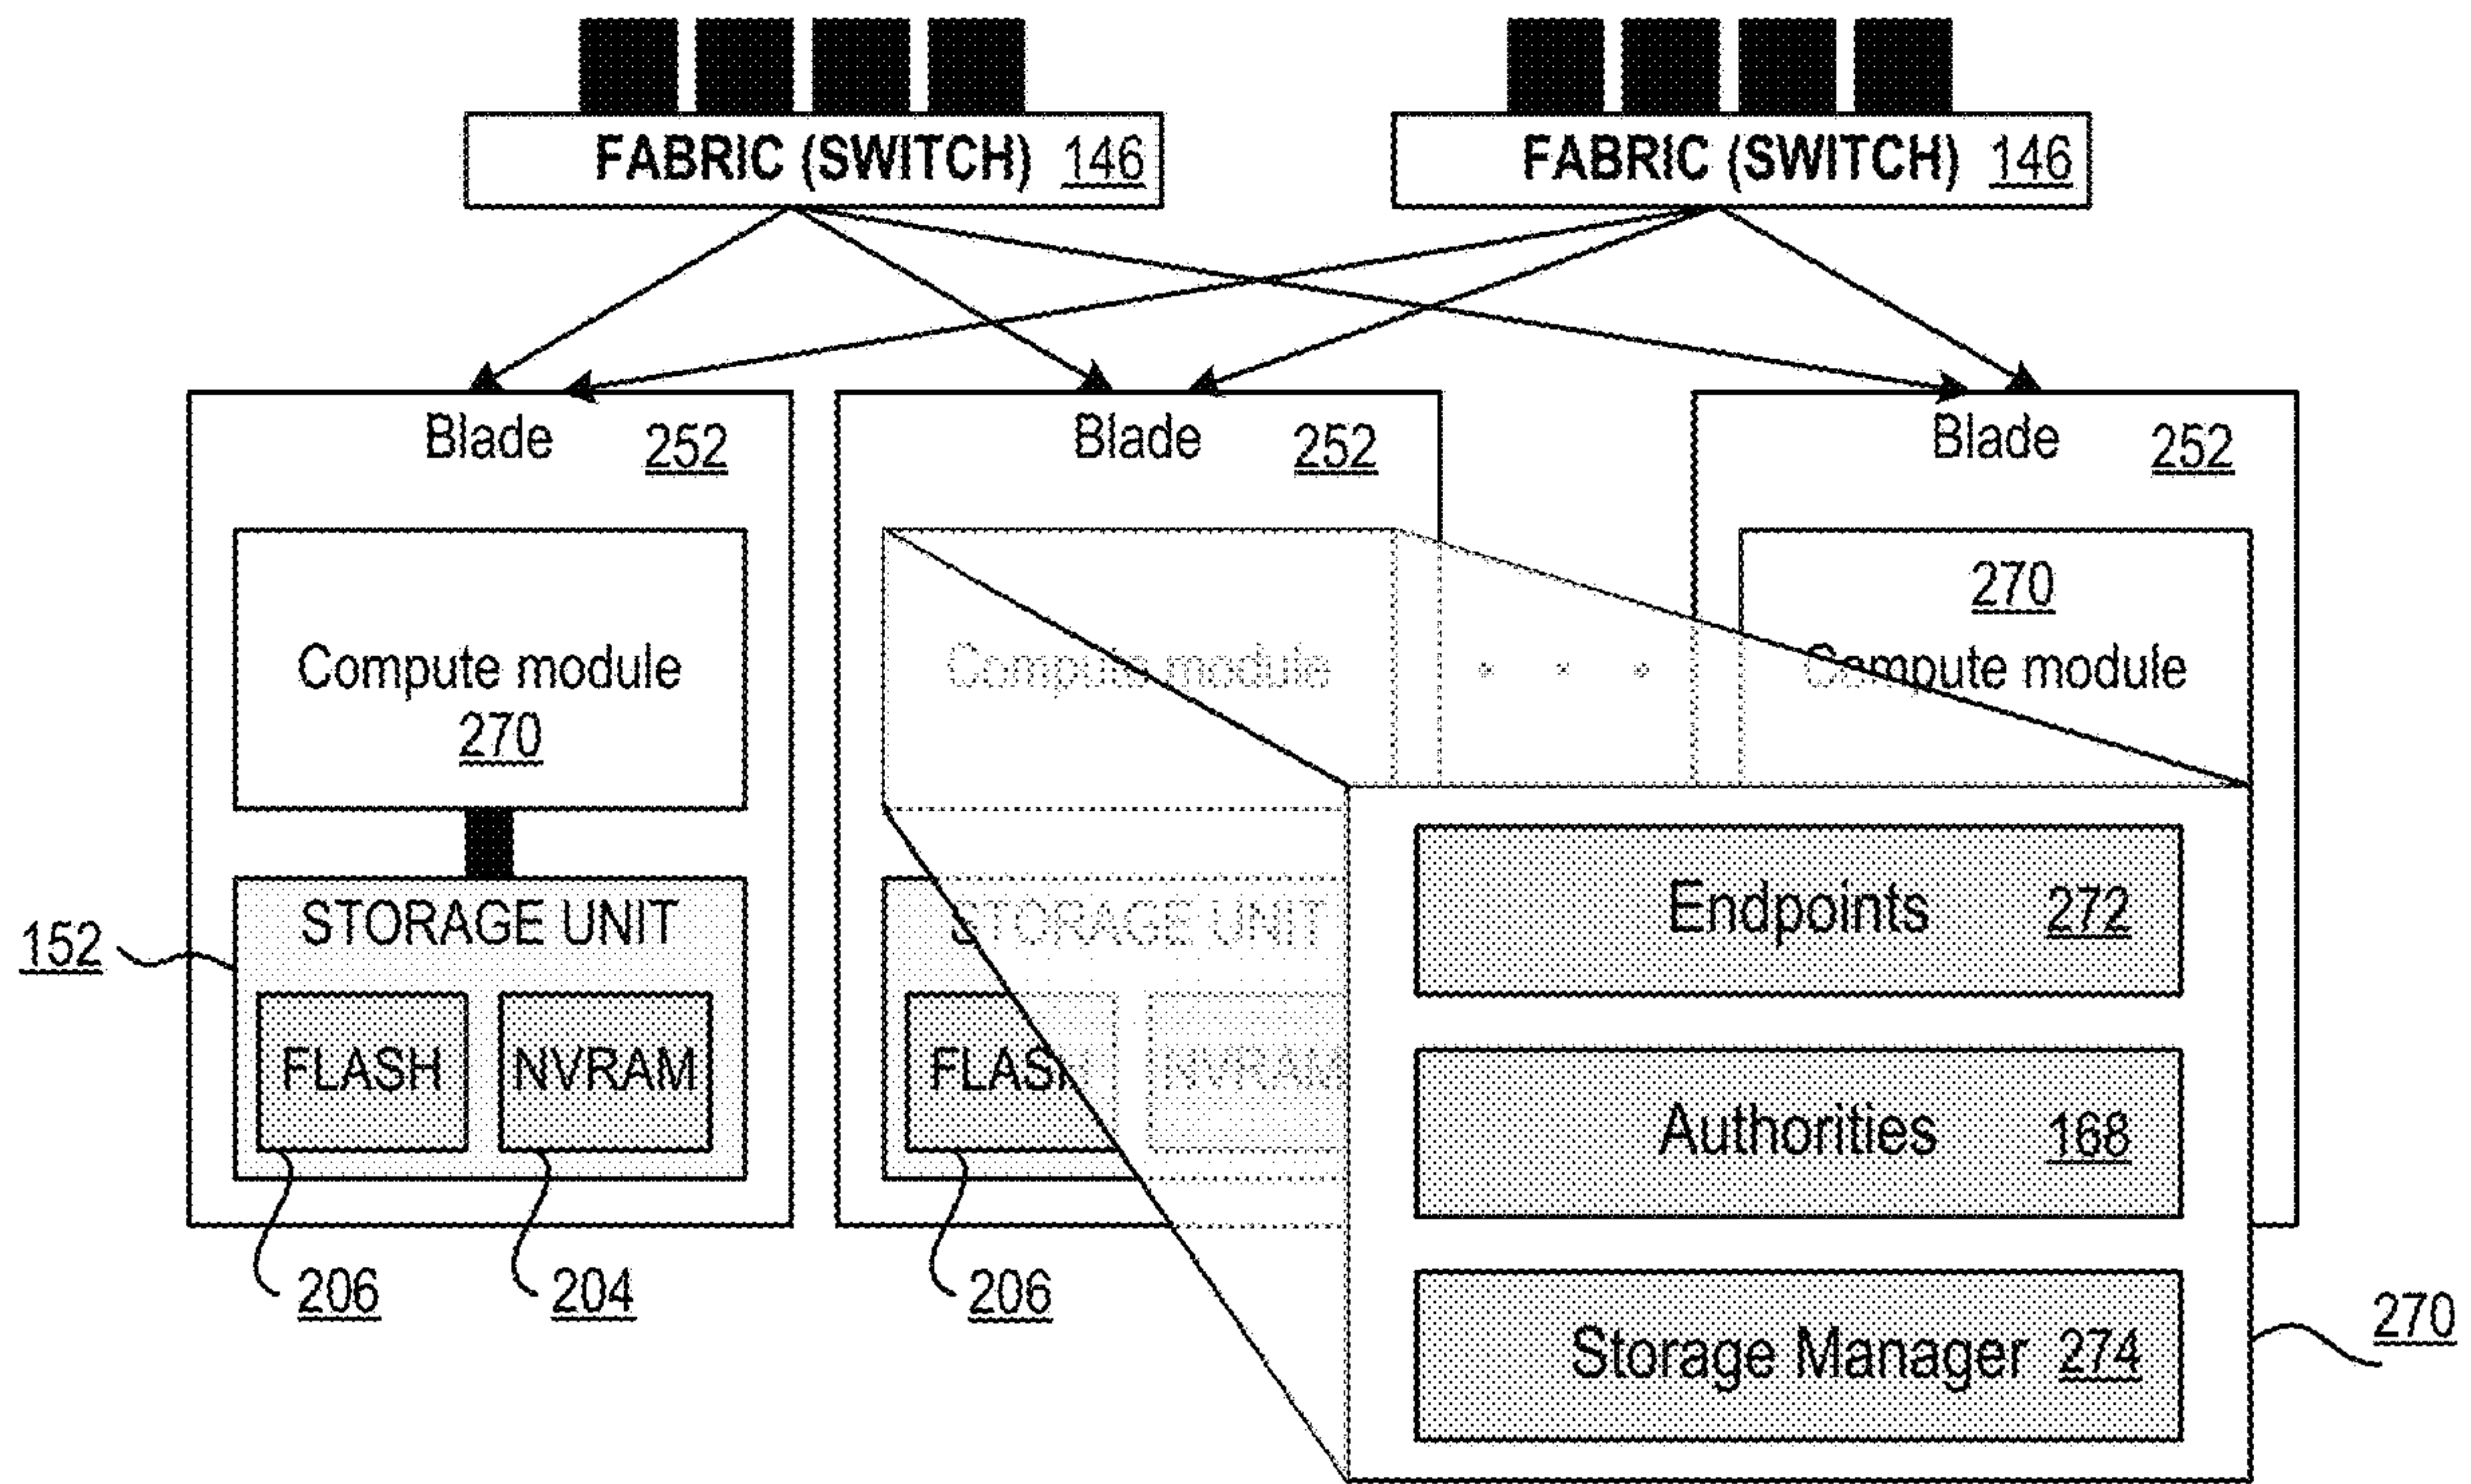 FABRIC (SWITCH) 146
FABRIC (SWITCH) 146
Blade 252
Blade 252
Blade 252
Compute module
270
Compute module
270
Compute module
152
STORAGE UNIT
FLASH
NVRAM
206
204
STORAGE UNIT
FLASH
NVRAM
206
Endpoints 272
Authorities 168
Storage Manager 274
270